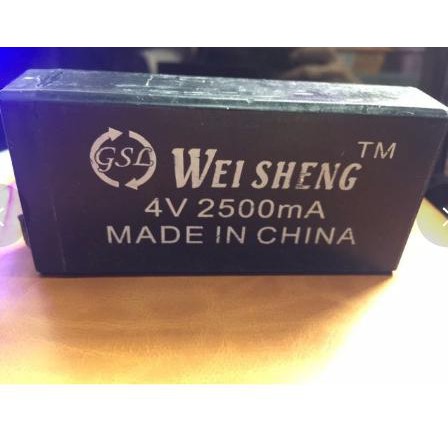 GSL WEI SHENG TM
4V 2500mA
MADE IN CHINA